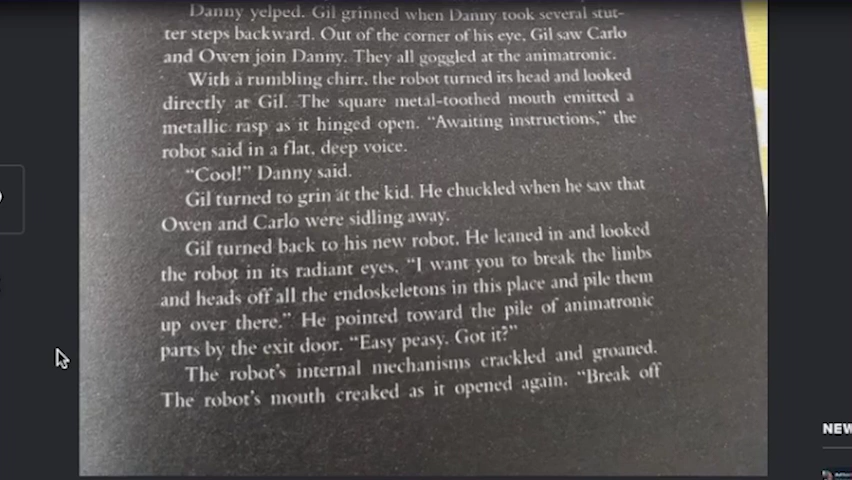 Danny yelped. Gil grinned when Danny took several stut-
ter steps backward. Out of the corner of his eye, Gil saw Carlo
and Owen join Danny. They all goggled at the animatronic.
With a rumbling chirr, the robot turned its head and looked
directly at Gil. The square metal-toothed mouth emitted a
metallic rasp as it hinged open. “Awaiting instructions,” the
robot said in a flat, deep voice.
“Cool!” Danny said.
Gil turned to grin at the kid. He chuckled when he saw that
Owen and Carlo were sidling away.
Gil turned back to his new robot. He leaned in and looked
the robot in its radiant eyes. “I want you to break the limbs
and heads off all the endoskeletons in this place and pile them
up over there.” He pointed toward the pile of animatronic
parts by the exit door. “Easy peasy. Got it?”
The robot’s internal mechanisms crackled and groaned.
The robot’s mouth creaked as it opened again. “Break off
NEW